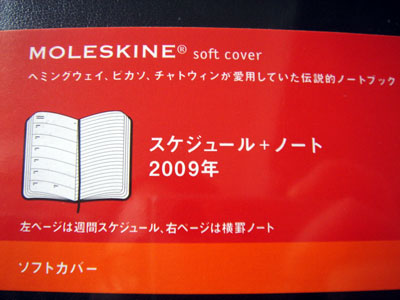 MOLESKINE® soft cover
ヘミングウェイ、ピカソ、チャトウィンが愛用していた伝説的ノートブック
スケジュール+ノート
2009年
左ページは週間スケジュール、右ページは横罫ノート
ソフトカバー